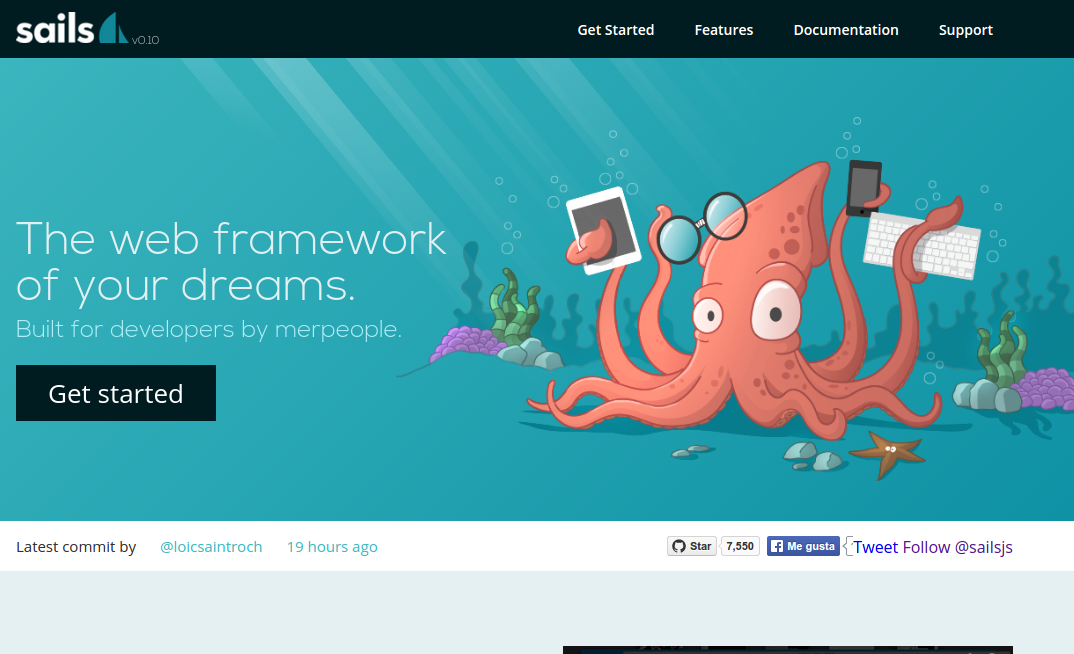 sails v0.10
Get Started Features Documentation Support
The web framework
of your dreams.
Built for developers by merpeople.
Get started
Latest commit by @loicsaintroch 19 hours ago
Star 7,550 Me gusta Tweet Follow @sailsjs